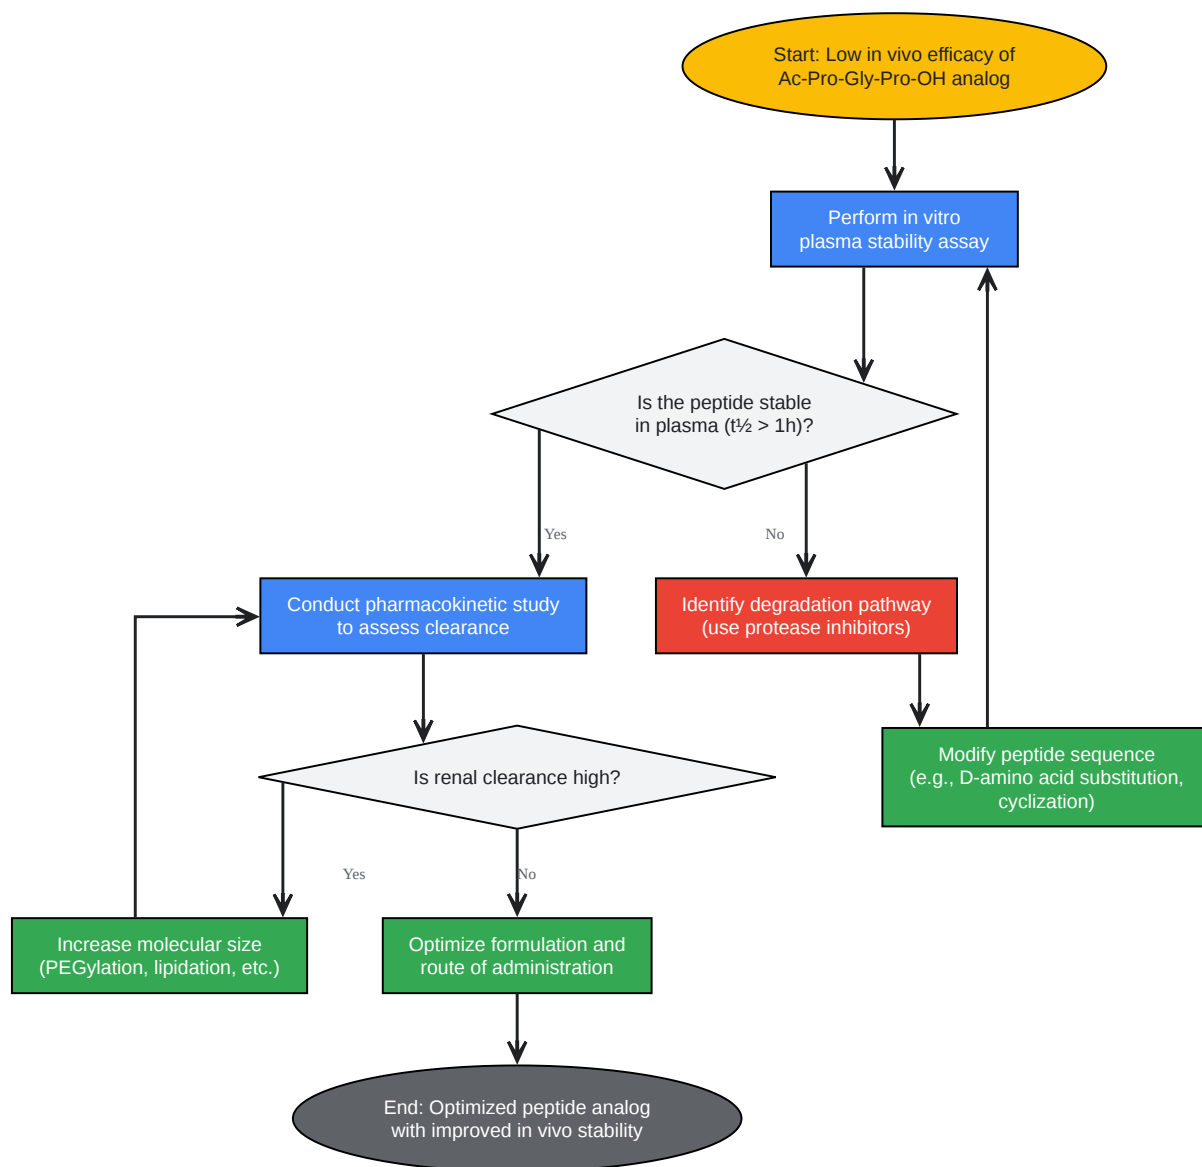 Start: Low in vivo efficacy of
Ac-Pro-Gly-Pro-OH analog
Perform in vitro
plasma stability assay
Is the peptide stable
in plasma (t½ > 1h)?
Yes
No
Conduct pharmacokinetic study
to assess clearance
Identify degradation pathway
(use protease inhibitors)
Modify peptide sequence
(e.g., D-amino acid substitution,
cyclization)
Is renal clearance high?
Yes
No
Increase molecular size
(PEGylation, lipidation, etc.)
Optimize formulation and
route of administration
End: Optimized peptide analog
with improved in vivo stability